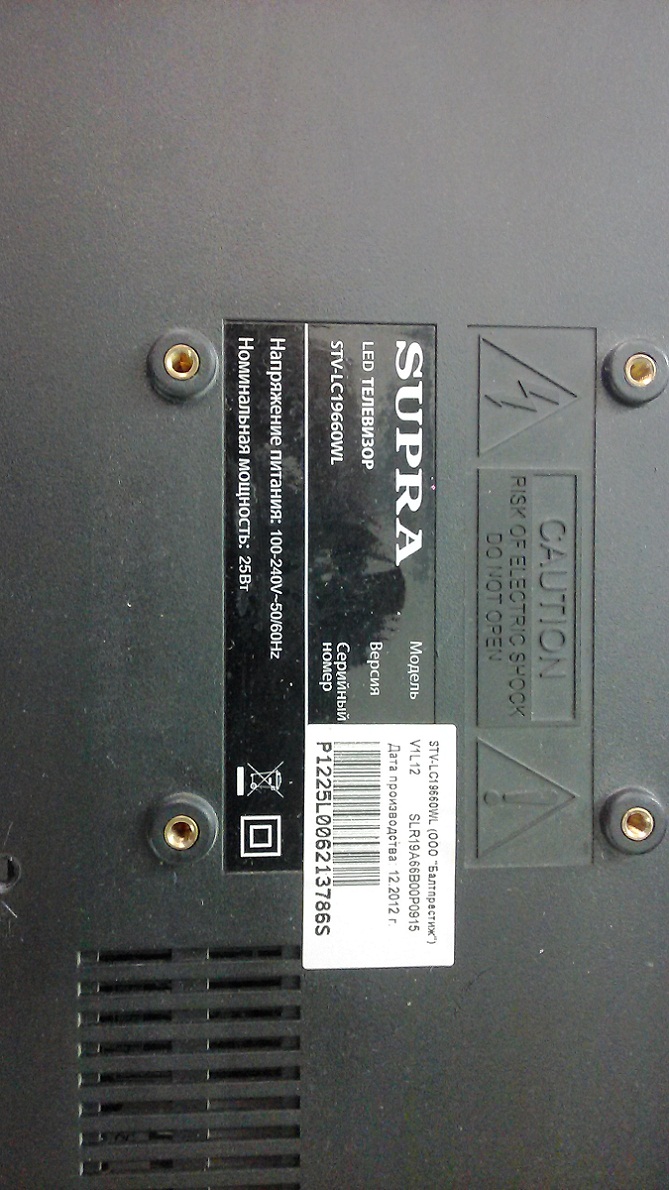 CAUTION
RISK OF ELECTRIC SHOCK
DO NOT OPEN
SUPRA
LED ТЕЛЕВИЗОР
STV-LC19660WL
Модель
Версия
Серийный
номер
STV-LC19660WL (ООО "Балтпрестиж")
V1L12 SLR19A66B00P0915
Дата производства: 12.2012 г.
P1225L006213786S
Напряжение питания: 100-240V~50/60Hz
Номинальная мощность: 25Вт